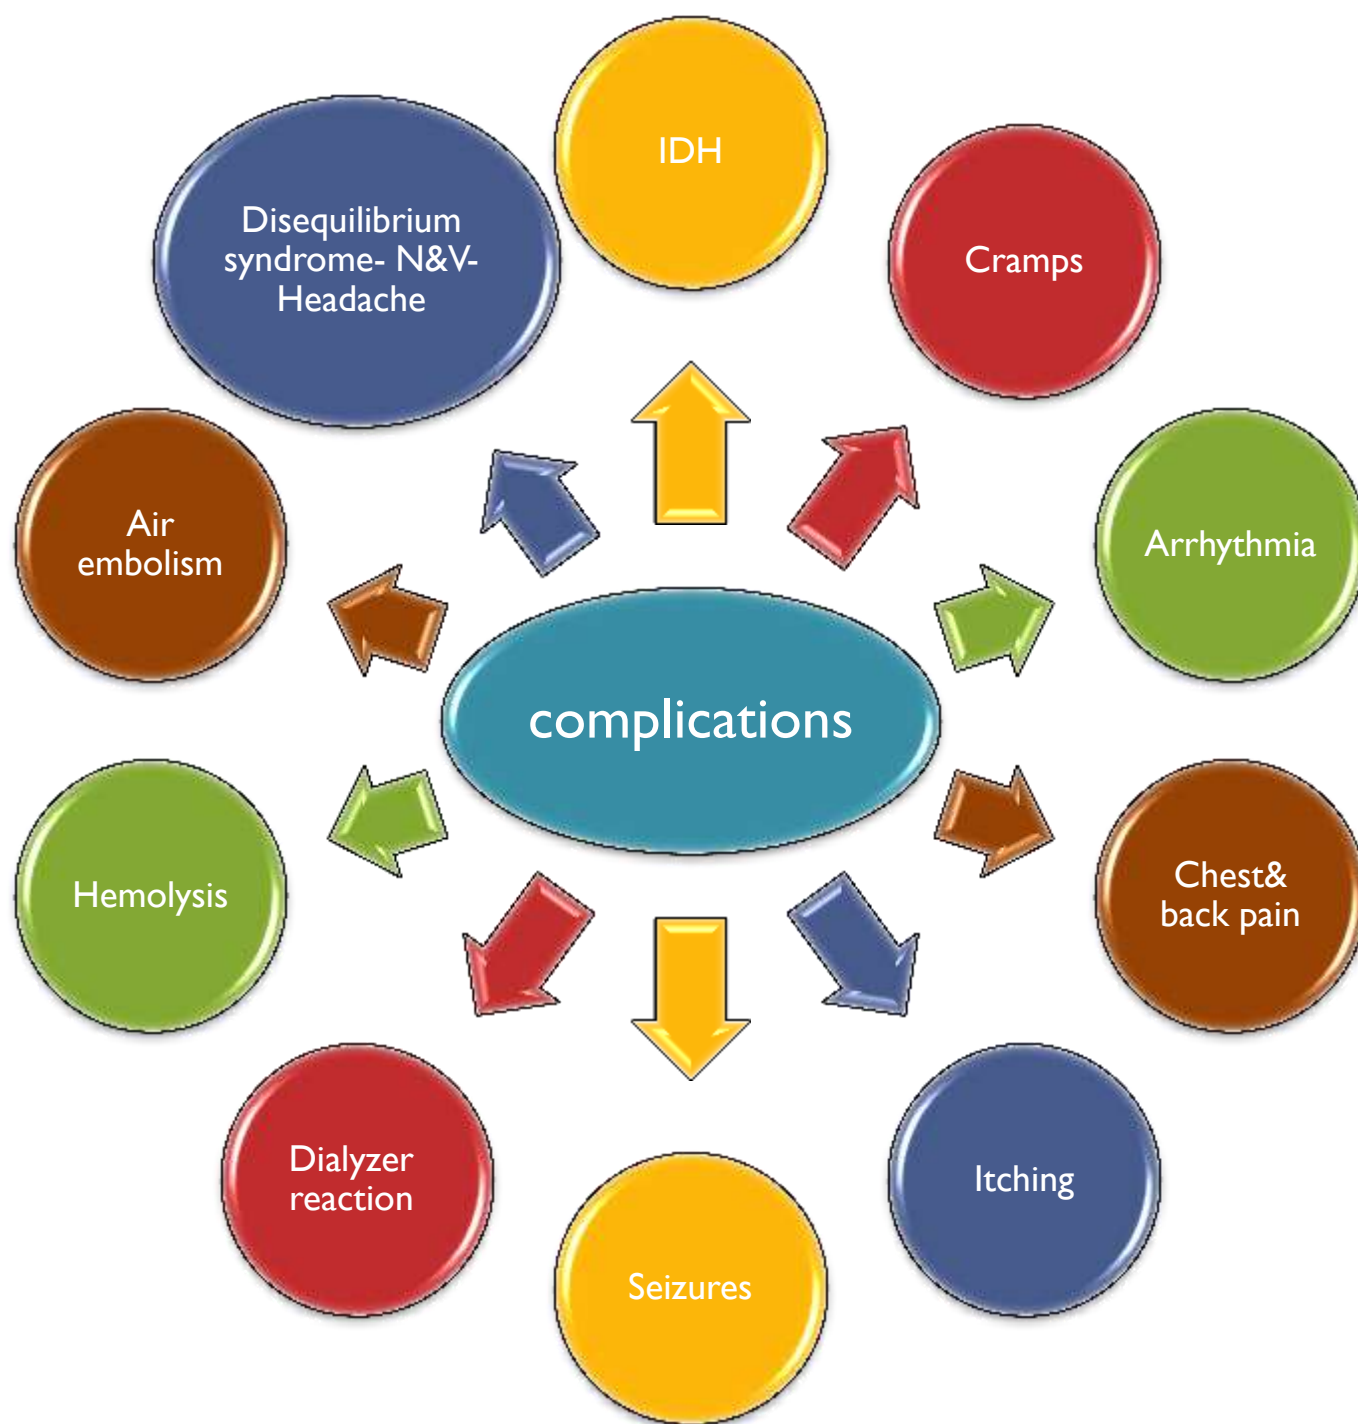 IDH
Cramps
Arrhythmia
Chest&
back pain
Itching
Seizures
Dialyzer
reaction
Hemolysis
Air
embolism
Disequilibrium
syndrome- N&V-
Headache
complications